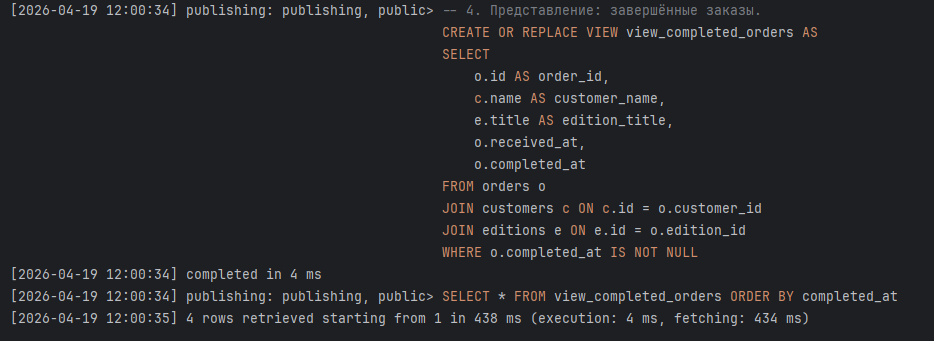 [2026-04-19 12:00:34] publishing: publishing, public> -- 4. Представление: завершённые заказы.
CREATE OR REPLACE VIEW view_completed_orders AS
SELECT
    o.id AS order_id,
    c.name AS customer_name,
    e.title AS edition_title,
    o.received_at,
    o.completed_at
FROM orders o
JOIN customers c ON c.id = o.customer_id
JOIN editions e ON e.id = o.edition_id
WHERE o.completed_at IS NOT NULL
[2026-04-19 12:00:34] completed in 4 ms
[2026-04-19 12:00:34] publishing: publishing, public> SELECT * FROM view_completed_orders ORDER BY completed_at
[2026-04-19 12:00:35] 4 rows retrieved starting from 1 in 438 ms (execution: 4 ms, fetching: 434 ms)